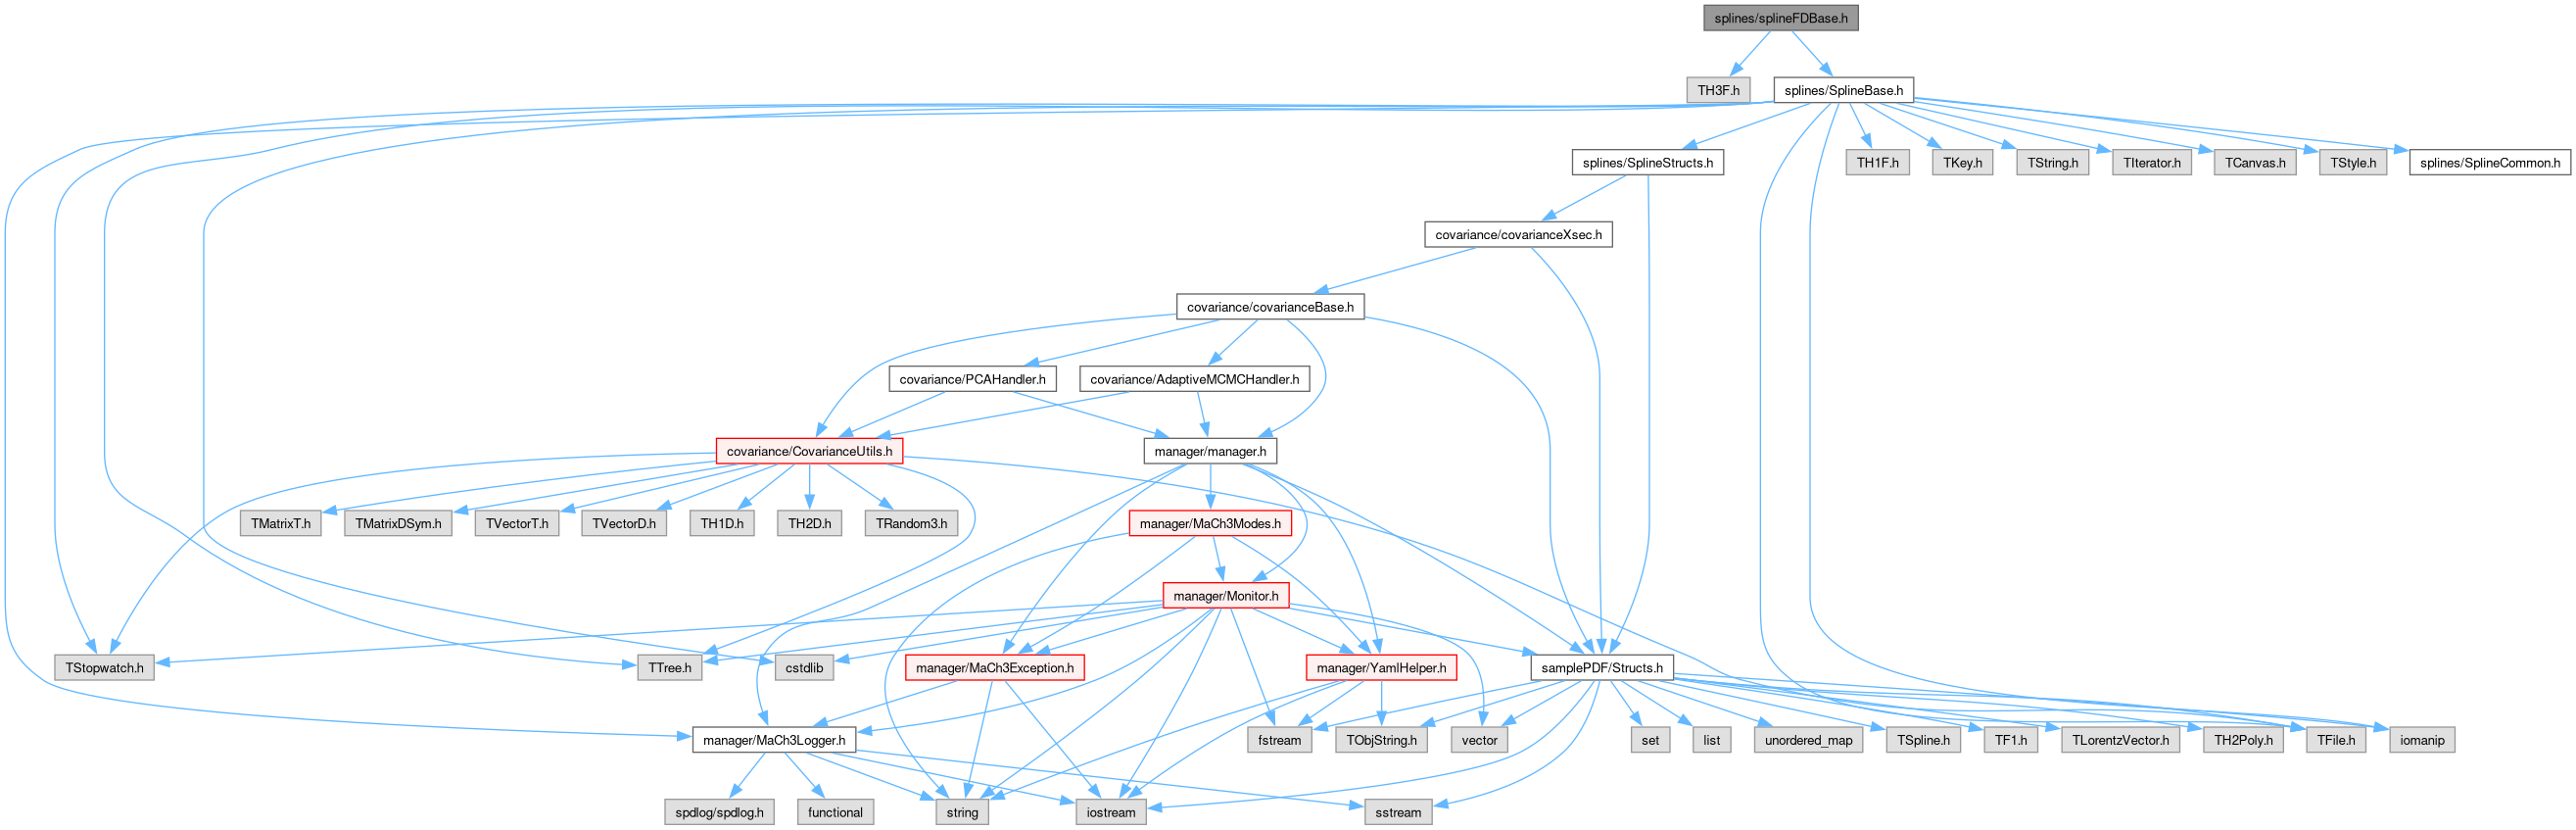 splines/splineFDBase.h
TH3F.h
splines/SplineBase.h
splines/SplineStructs.h
TH1F.h
TKey.h
TString.h
TIterator.h
TCanvas.h
TStyle.h
splines/SplineCommon.h
covariance/covarianceXsec.h
covariance/covarianceBase.h
covariance/PCAHandler.h
covariance/AdaptiveMCMCHandler.h
covariance/CovarianceUtils.h
manager/manager.h
TMatrixT.h
TMatrixDSym.h
TVectorT.h
TVectorD.h
TH1D.h
TH2D.h
TRandom3.h
manager/MaCh3Modes.h
manager/Monitor.h
TStopwatch.h
TTree.h
cstdlib
manager/MaCh3Exception.h
manager/YamlHelper.h
samplePDF/Structs.h
manager/MaCh3Logger.h
fstream
TObjString.h
vector
set
list
unordered_map
TSpline.h
TF1.h
TLorentzVector.h
TH2Poly.h
TFile.h
iomanip
spdlog/spdlog.h
functional
string
iostream
sstream